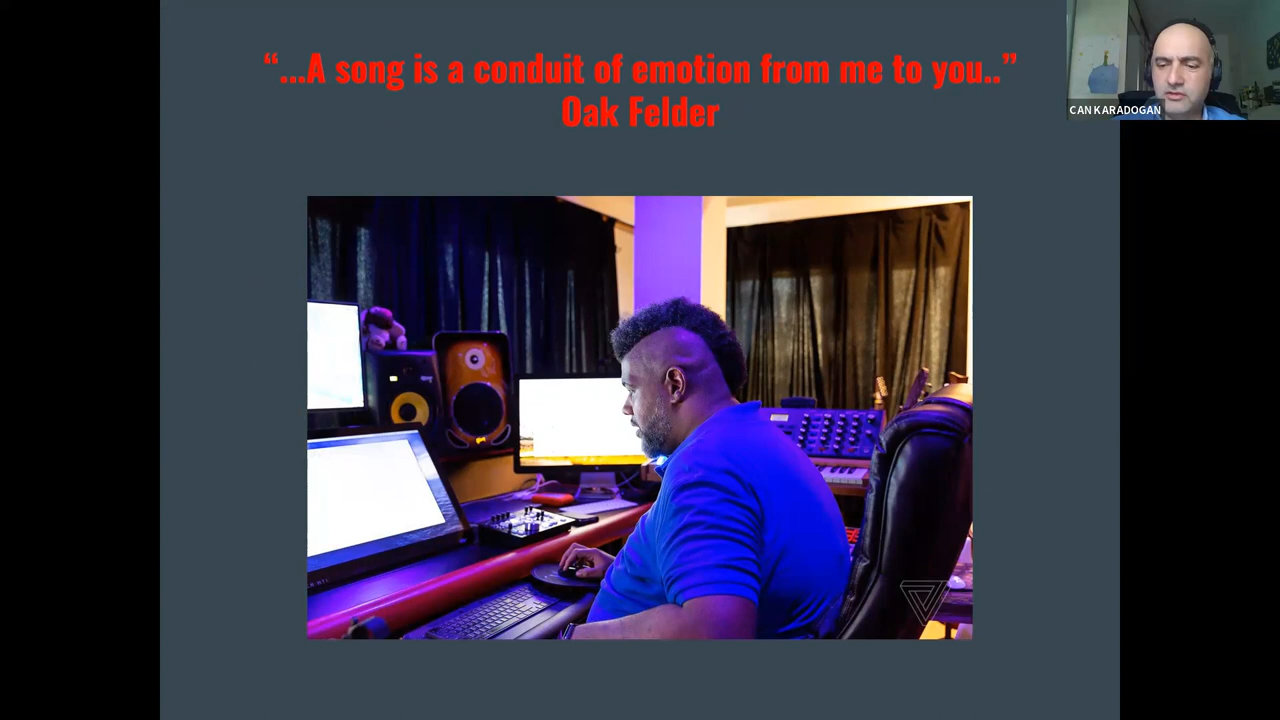 “...A song is a conduit of emotion from me to you..”
Oak Felder
CAN KARADOGAN